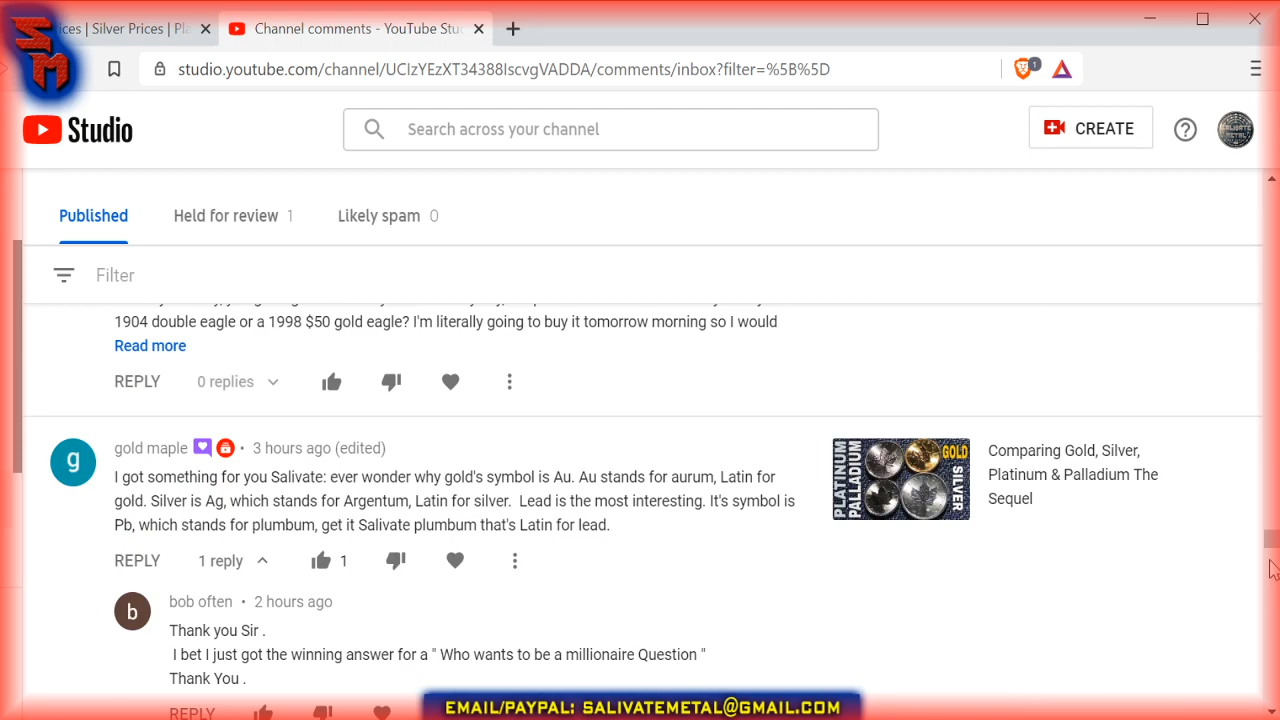 SM
ices | Silver Prices | Pla
Channel comments - YouTube Stu
studio.youtube.com/channel/UCIzYEzXT34388IscvgVADDA/comments/inbox?filter=%5B%5D
1
Studio
Search across your channel
CREATE
Published
Held for review 1
Likely spam 0
Filter
1904 double eagle or a 1998 $50 gold eagle? I'm literally going to buy it tomorrow morning so I would
Read more
REPLY
0 replies
gold maple • 3 hours ago (edited)
I got something for you Salivate: ever wonder why gold's symbol is Au. Au stands for aurum, Latin for
gold. Silver is Ag, which stands for Argentum, Latin for silver. Lead is the most interesting. It's symbol is
Pb, which stands for plumbum, get it Salivate plumbum that's Latin for lead.
REPLY
1 reply
1
PLATINUM
PALLADIUM
GOLD
SILVER
Comparing Gold, Silver,
Platinum & Palladium The
Sequel
g
b
bob often • 2 hours ago
Thank you Sir .
I bet I just got the winning answer for a " Who wants to be a millionaire Question "
Thank You .
REPLY
EMAIL/PAYPAL: SALIVATEMETAL@GMAIL.COM